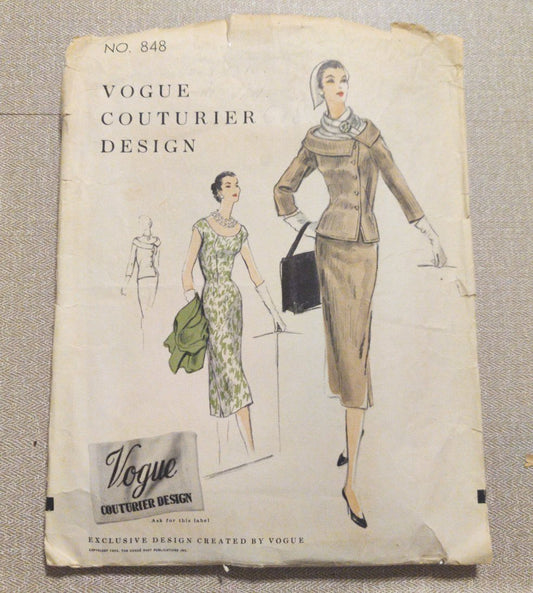 NO. 848
VOGUE
COUTURIER
DESIGN
Vogue
COUTURIER DESIGN
Ask for this label
EXCLUSIVE DESIGN CREATED BY VOGUE